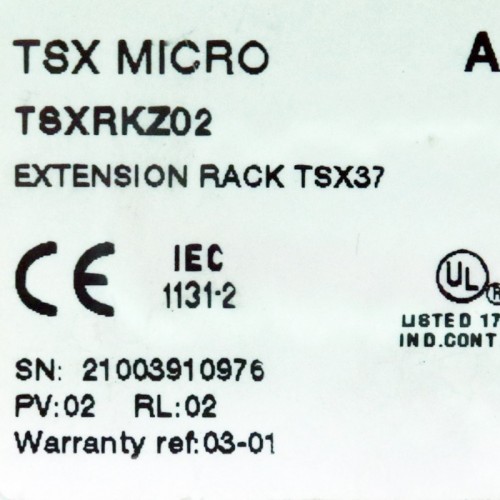 TSX MICRO A
TSXRKZ02
EXTENSION RACK TSX37
CE IEC
1131-2
UL ®
LISTED 17
IND.CONT
SN: 21003910976
PV:02 RL:02
Warranty ref:03-01